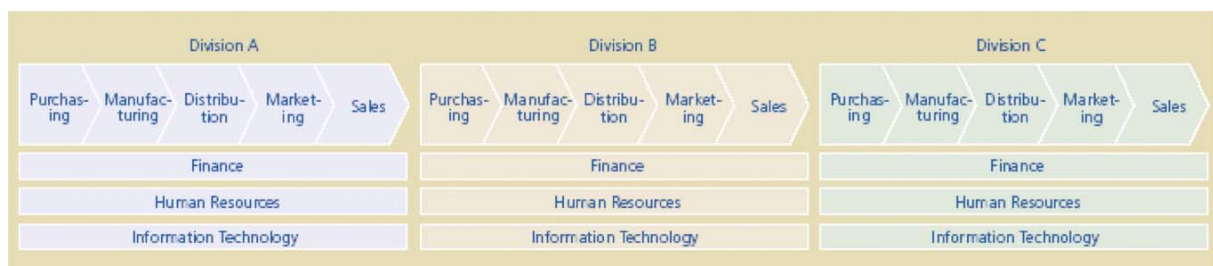 Division A
Division B
Division C
Purchas-
ing
Manufac-
turing
Distribu-
tion
Market-
ing
Sales
Purchas-
ing
Manufac-
turing
Distribu-
tion
Market-
ing
Sales
Purchas-
ing
Manufac-
turing
Distribu-
tion
Market-
ing
Sales
Finance
Finance
Finance
Human Resources
Human Resources
Human Resources
Information Technology
Information Technology
Information Technology